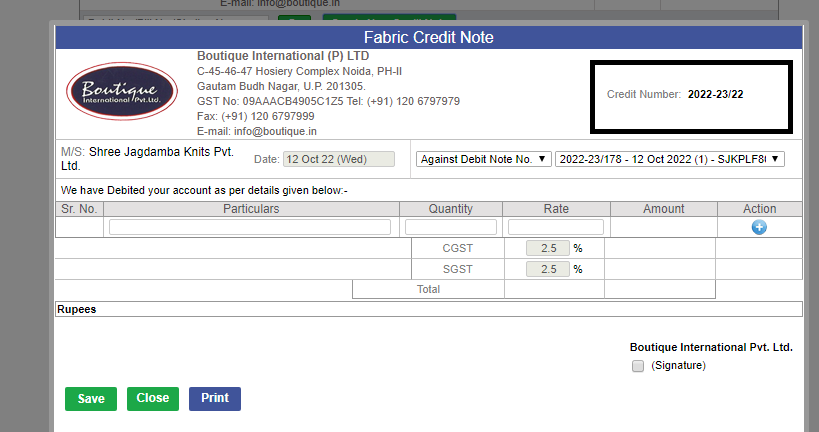 E-mail: info@boutique.in
Fabric Credit Note
Boutique International (P) LTD
C-45-46-47 Hosiery Complex Noida, PH-II
Gautam Budh Nagar, U.P. 201305.
GST No: 09AAACB4905C1Z5 Tel: (+91) 120 6797979
Fax: (+91) 120 6797999
E-mail: info@boutique.in
Boutique
International Pvt. Ltd.
Credit Number: 2022-23/22
M/S: Shree Jagdamba Knits Pvt. Ltd.
Date: 12 Oct 22 (Wed)
Against Debit Note No.
2022-23/178 - 12 Oct 2022 (1) - SJKPLF8
We have Debited your account as per details given below:-
Sr. No. Particulars Quantity Rate Amount Action
CGST 2.5 %
SGST 2.5 %
Total
Rupees
Boutique International Pvt. Ltd.
(Signature)
Save Close Print